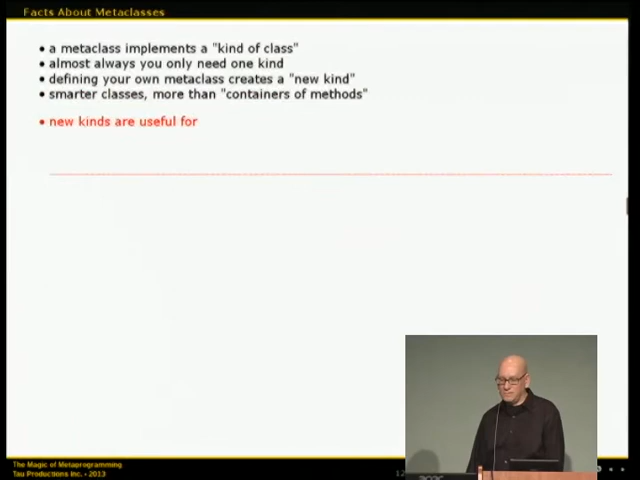 Facts About Metaclasses
• a metaclass implements a "kind of class"
• almost always you only need one kind
• defining your own metaclass creates a "new kind"
• smarter classes, more than "containers of methods"
• new kinds are useful for
The Magic of Metaprogramming
Tau Productions Inc. - 2013